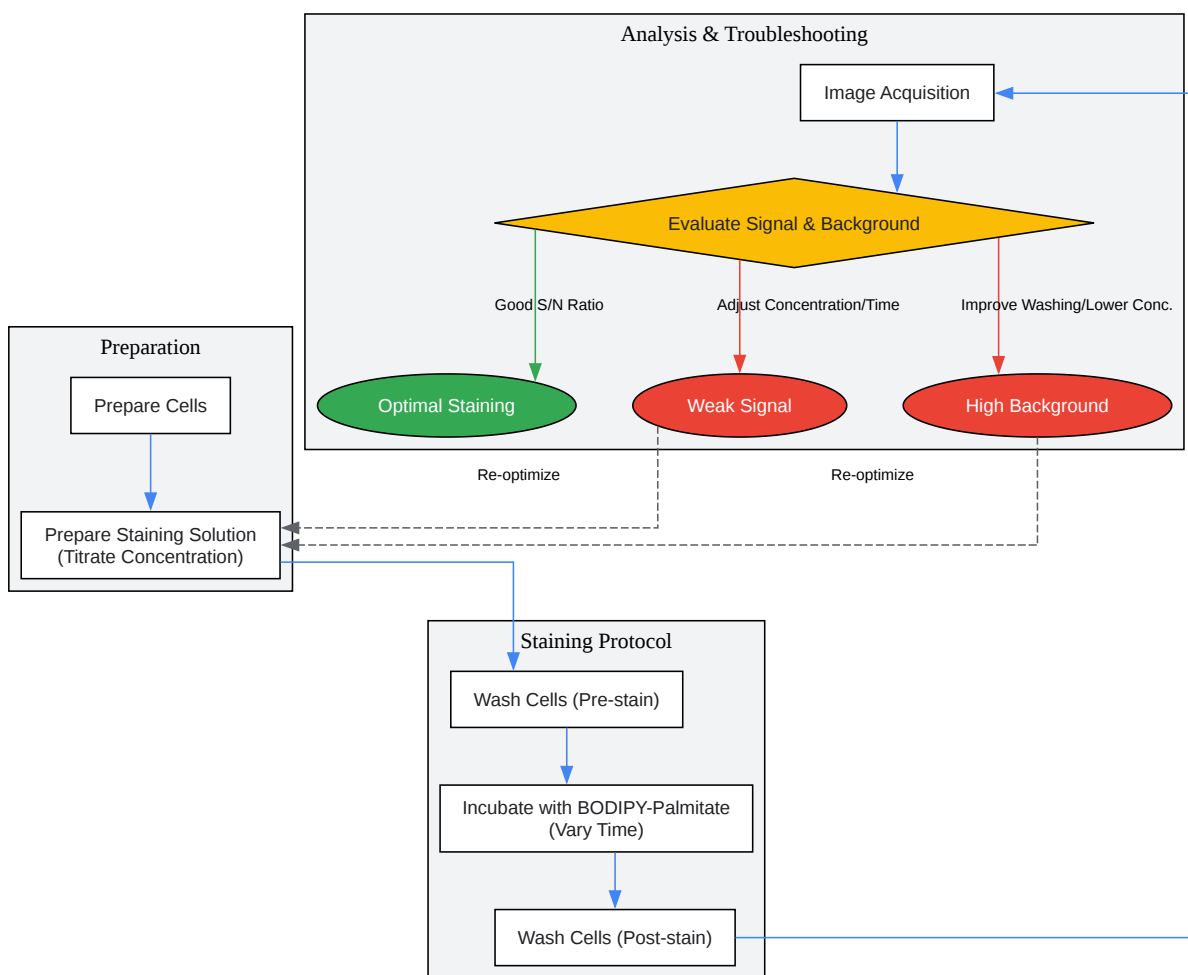 Analysis & Troubleshooting
Image Acquisition
Evaluate Signal & Background
Good S/N Ratio
Adjust Concentration/Time
Improve Washing/Lower Conc.
Preparation
Prepare Cells
Optimal Staining
Weak Signal
High Background
Re-optimize
Re-optimize
Prepare Staining Solution
(Titrate Concentration)
Staining Protocol
Wash Cells (Pre-stain)
Incubate with BODIPY-Palmitate
(Vary Time)
Wash Cells (Post-stain)